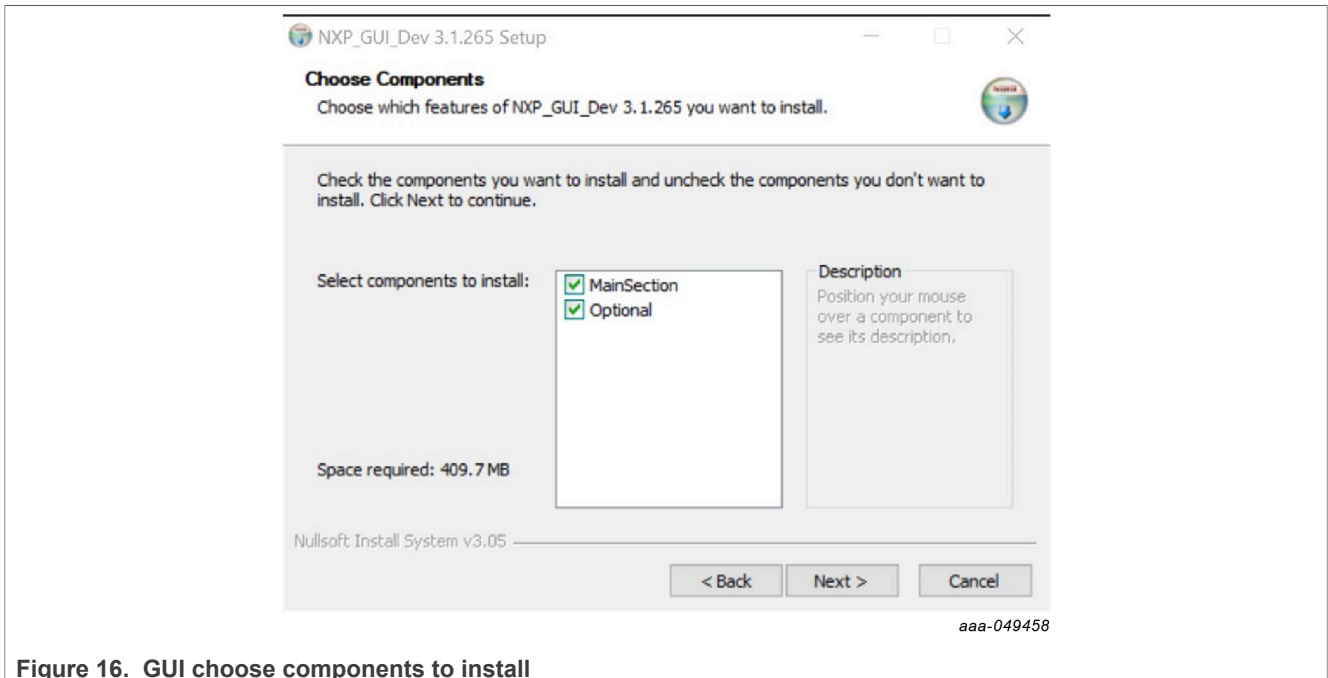 NXP_GUI_Dev 3.1.265 Setup
Choose Components
Choose which features of NXP_GUI_Dev 3.1.265 you want to install.
Check the components you want to install and uncheck the components you don't want to
install. Click Next to continue.
Select components to install:
MainSection
Optional
Description
Position your mouse
over a component to
see its description.
Space required: 409.7 MB
Nullsoft Install System v3.05
< Back
Next >
Cancel
aaa-049458
Figure 16. GUI choose components to install